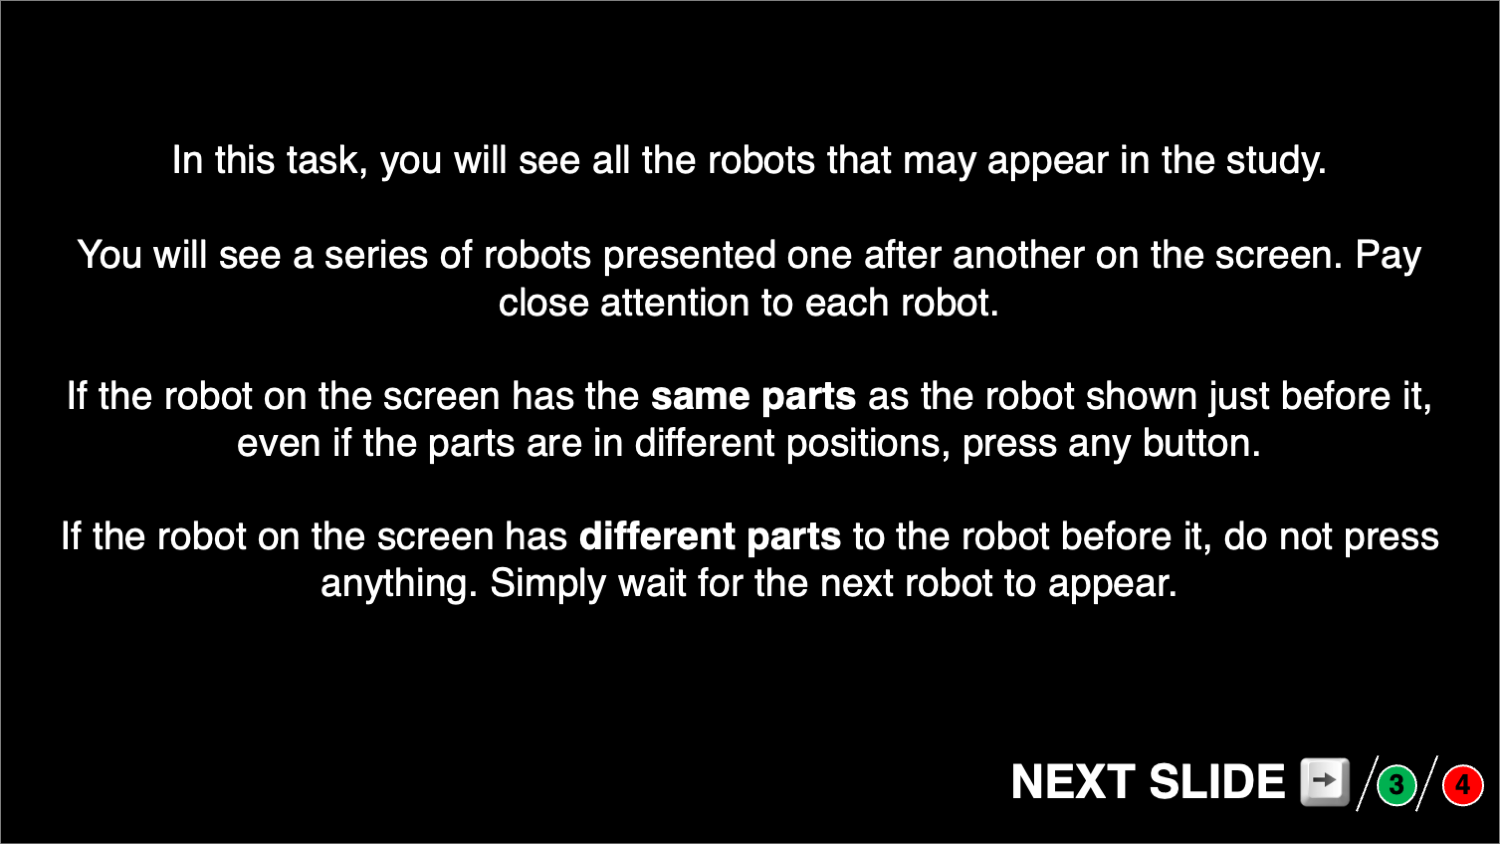 In this task, you will see all the robots that may appear in the study.
You will see a series of robots presented one after another on the screen. Pay
close attention to each robot.
If the robot on the screen has the same parts as the robot shown just before it,
even if the parts are in different positions, press any button.
If the robot on the screen has different parts to the robot before it, do not press
anything. Simply wait for the next robot to appear.
NEXT SLIDE → / 3 / 4